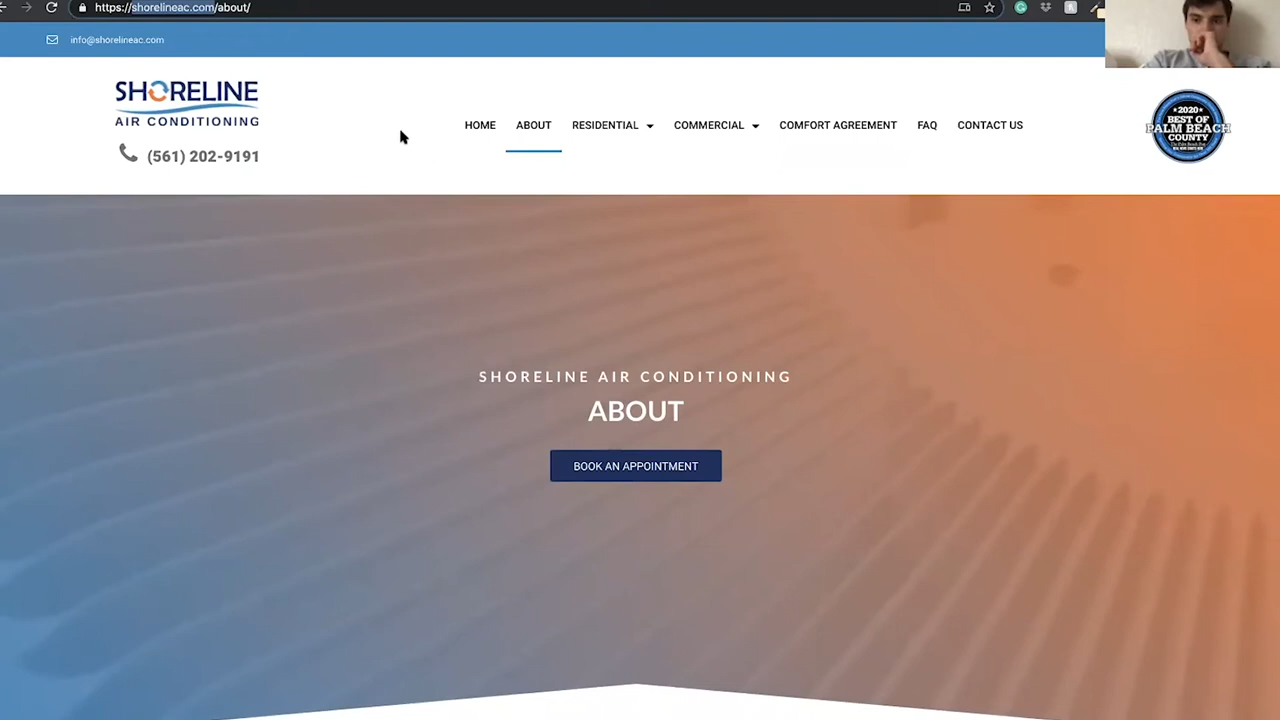 https://shorelineac.com/about/
info@shorelineac.com
SHORELINE
AIR CONDITIONING
(561) 202-9191
HOME ABOUT RESIDENTIAL COMMERCIAL COMFORT AGREEMENT FAQ CONTACT US
2020
BEST OF
PALM BEACH
COUNTY
SHORELINE AIR CONDITIONING
ABOUT
BOOK AN APPOINTMENT